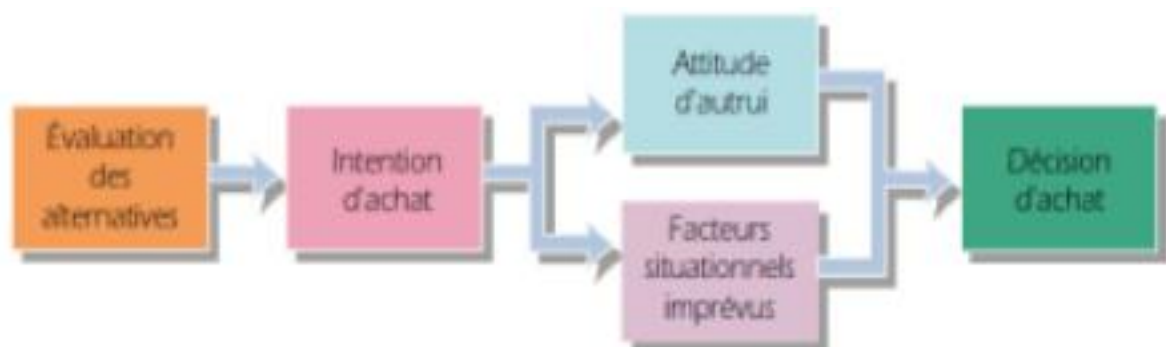 Évaluation
des
alternatives
Intention
d'achat
Attitude
d'autrui
Facteurs
situationnels
imprévus
Décision
d'achat